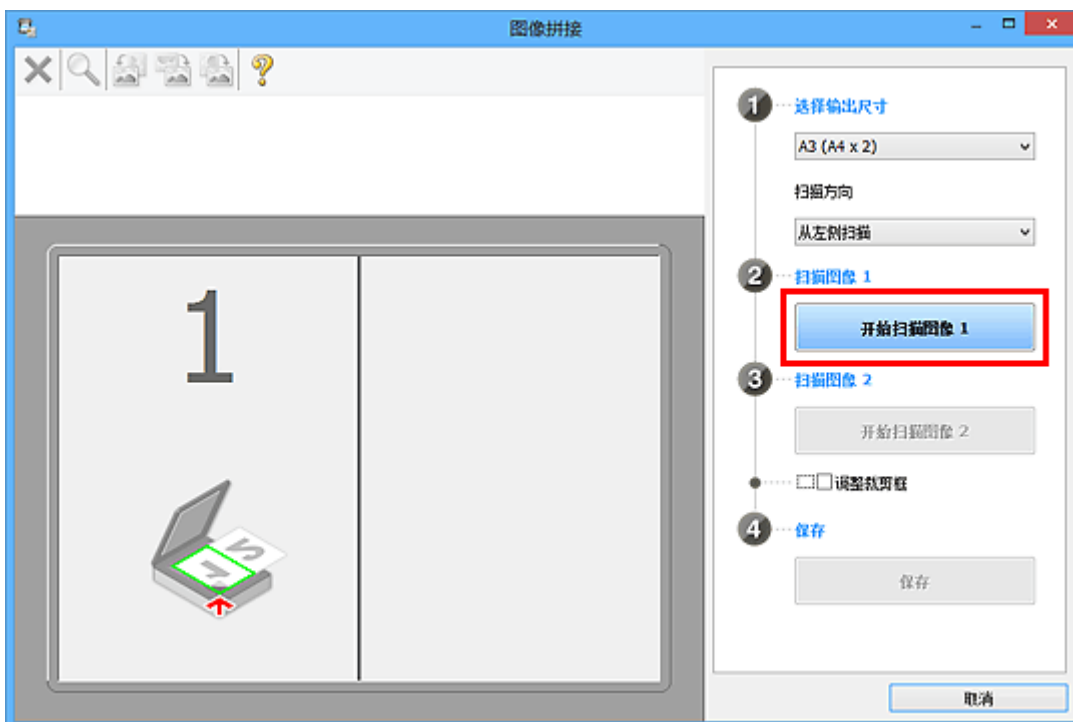 图像拼接
1 选择输出尺寸
A3 (A4 x 2)
扫描方向
从左侧扫描
2 扫描图像 1
开始扫描图像 1
3 扫描图像 2
开始扫描图像 2
调整裁剪框
4 保存
保存
取消
1